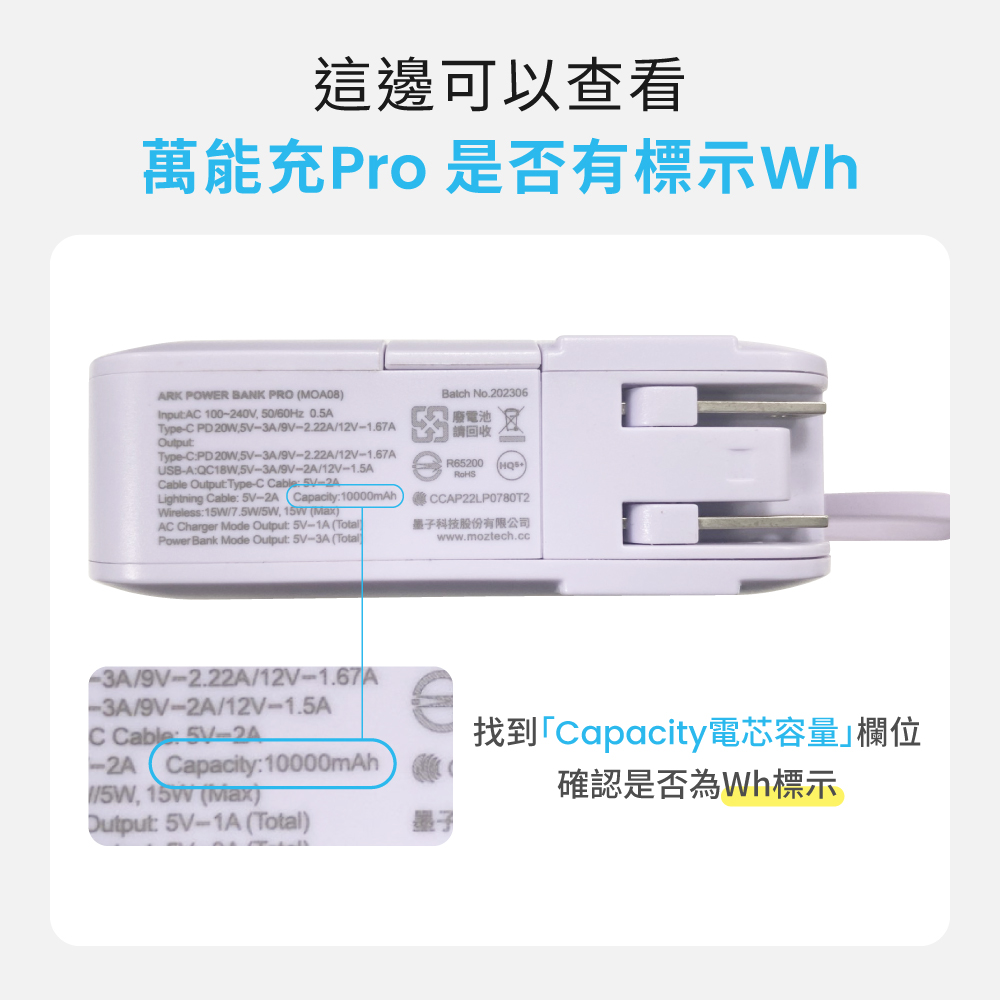 這邊可以查看
萬能充Pro 是否有標示Wh
ARK POWER BANK PRO (MOA08)
Input:AC 100~240V, 50/60Hz 0.5A
Type-C PD 20W,5V⎓3A/9V⎓2.22A/12V⎓1.67A
Output:
Type-C:PD 20W,5V⎓3A/9V⎓2.22A/12V⎓1.67A
USB-A:QC18W,5V⎓3A/9V⎓2A/12V⎓1.5A
Cable Output:Type-C Cable: 5V⎓2A
Lightning Cable: 5V⎓2A Capacity:10000mAh
Wireless:15W/7.5W/5W, 15W (Max)
AC Charger Mode Output: 5V⎓1A (Total)
Power Bank Mode Output: 5V⎓3A (Total)
Batch No.202306
廢電池
請回收
R65200
RoHS
HQS+
CCAP22LP0780T2
墨子科技股份有限公司
www.moztech.cc
⎓3A/9V⎓2.22A/12V⎓1.67A
⎓3A/9V⎓2A/12V⎓1.5A
C Cable: 5V⎓2A
⎓2A Capacity:10000mAh
/5W, 15W (Max)
Output: 5V⎓1A (Total)
墨子
找到「Capacity電芯容量」欄位
確認是否為Wh標示